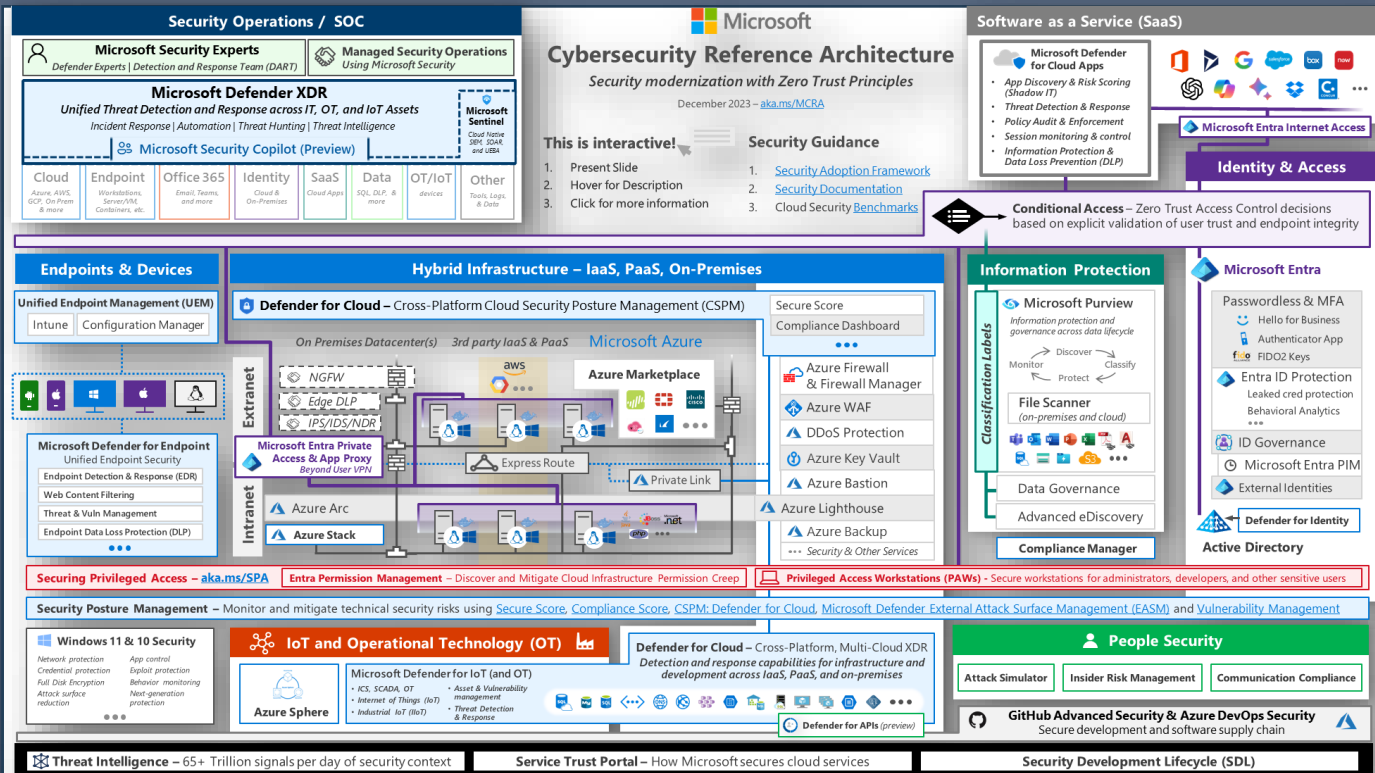 Security Operations / SOC
Microsoft Security Experts
Defender Experts | Detection and Response Team (DART)
Managed Security Operations
Using Microsoft Security
Microsoft Defender XDR
Unified Threat Detection and Response across IT, OT, and IoT Assets
Incident Response | Automation | Threat Hunting | Threat Intelligence
Microsoft Security Copilot (Preview)
Microsoft
Sentinel
Cloud Native
SIEM, SOAR,
and UEBA
Cloud
Azure, AWS,
GCP, On Prem
& more
Endpoint
Workstations,
Server/VM,
Containers, etc.
Office 365
Email, Teams,
and more
Identity
Cloud &
On-Premises
SaaS
Cloud Apps
Data
SQL, DLP, &
more
OT/IoT
devices
Other
Tools, Logs,
& Data
Microsoft
Cybersecurity Reference Architecture
Security modernization with Zero Trust Principles
December 2023 – aka.ms/MCRA
This is interactive!
1. Present Slide
2. Hover for Description
3. Click for more information
Security Guidance
1. Security Adoption Framework
2. Security Documentation
3. Cloud Security Benchmarks
Software as a Service (SaaS)
Microsoft Defender
for Cloud Apps
• App Discovery & Risk Scoring
(Shadow IT)
• Threat Detection & Response
• Policy Audit & Enforcement
• Session monitoring & control
• Information Protection &
Data Loss Prevention (DLP)
salesforce
box
now
Microsoft Entra Internet Access
Identity & Access
Conditional Access – Zero Trust Access Control decisions
based on explicit validation of user trust and endpoint integrity
Endpoints & Devices
Unified Endpoint Management (UEM)
Intune
Configuration Manager
Microsoft Defender for Endpoint
Unified Endpoint Security
Endpoint Detection & Response (EDR)
Web Content Filtering
Threat & Vuln Management
Endpoint Data Loss Protection (DLP)
Hybrid Infrastructure – IaaS, PaaS, On-Premises
Defender for Cloud – Cross-Platform Cloud Security Posture Management (CSPM)
Secure Score
Compliance Dashboard
On Premises Datacenter(s)
3rd party IaaS & PaaS
Microsoft Azure
Extranet
Intranet
NGFW
Edge DLP
IPS/IDS/NDR
aws
Azure Marketplace
CISCO
Microsoft Entra Private
Access & App Proxy
Beyond User VPN
Express Route
Private Link
Azure Arc
Azure Stack
.net
php
Azure Firewall
& Firewall Manager
Azure WAF
DDoS Protection
Azure Key Vault
Azure Bastion
Azure Lighthouse
Azure Backup
Security & Other Services
Information Protection
Classification Labels
Microsoft Purview
Information protection and
governance across data lifecycle
Discover
Monitor
Classify
Protect
File Scanner
(on-premises and cloud)
S3
Data Governance
Advanced eDiscovery
Compliance Manager
Microsoft Entra
Passwordless & MFA
Hello for Business
Authenticator App
fido
FIDO2 Keys
Entra ID Protection
Leaked cred protection
Behavioral Analytics
ID Governance
Microsoft Entra PIM
External Identities
Defender for Identity
Active Directory
Securing Privileged Access – aka.ms/SPA
Entra Permission Management – Discover and Mitigate Cloud Infrastructure Permission Creep
Privileged Access Workstations (PAWs) - Secure workstations for administrators, developers, and other sensitive users
Security Posture Management – Monitor and mitigate technical security risks using Secure Score, Compliance Score, CSPM: Defender for Cloud, Microsoft Defender External Attack Surface Management (EASM) and Vulnerability Management
Windows 11 & 10 Security
Network protection
Credential protection
Full Disk Encryption
Attack surface
reduction
App control
Exploit protection
Behavior monitoring
Next-generation
protection
IoT and Operational Technology (OT)
Azure Sphere
Microsoft Defender for IoT (and OT)
• ICS, SCADA, OT
• Internet of Things (IoT)
• Industrial IoT (IIoT)
• Asset & Vulnerability
management
• Threat Detection
& Response
Defender for Cloud – Cross-Platform, Multi-Cloud XDR
Detection and response capabilities for infrastructure and
development across IaaS, PaaS, and on-premises
Defender for APIs (preview)
People Security
Attack Simulator
Insider Risk Management
Communication Compliance
GitHub Advanced Security & Azure DevOps Security
Secure development and software supply chain
Threat Intelligence – 65+ Trillion signals per day of security context
Service Trust Portal – How Microsoft secures cloud services
Security Development Lifecycle (SDL)